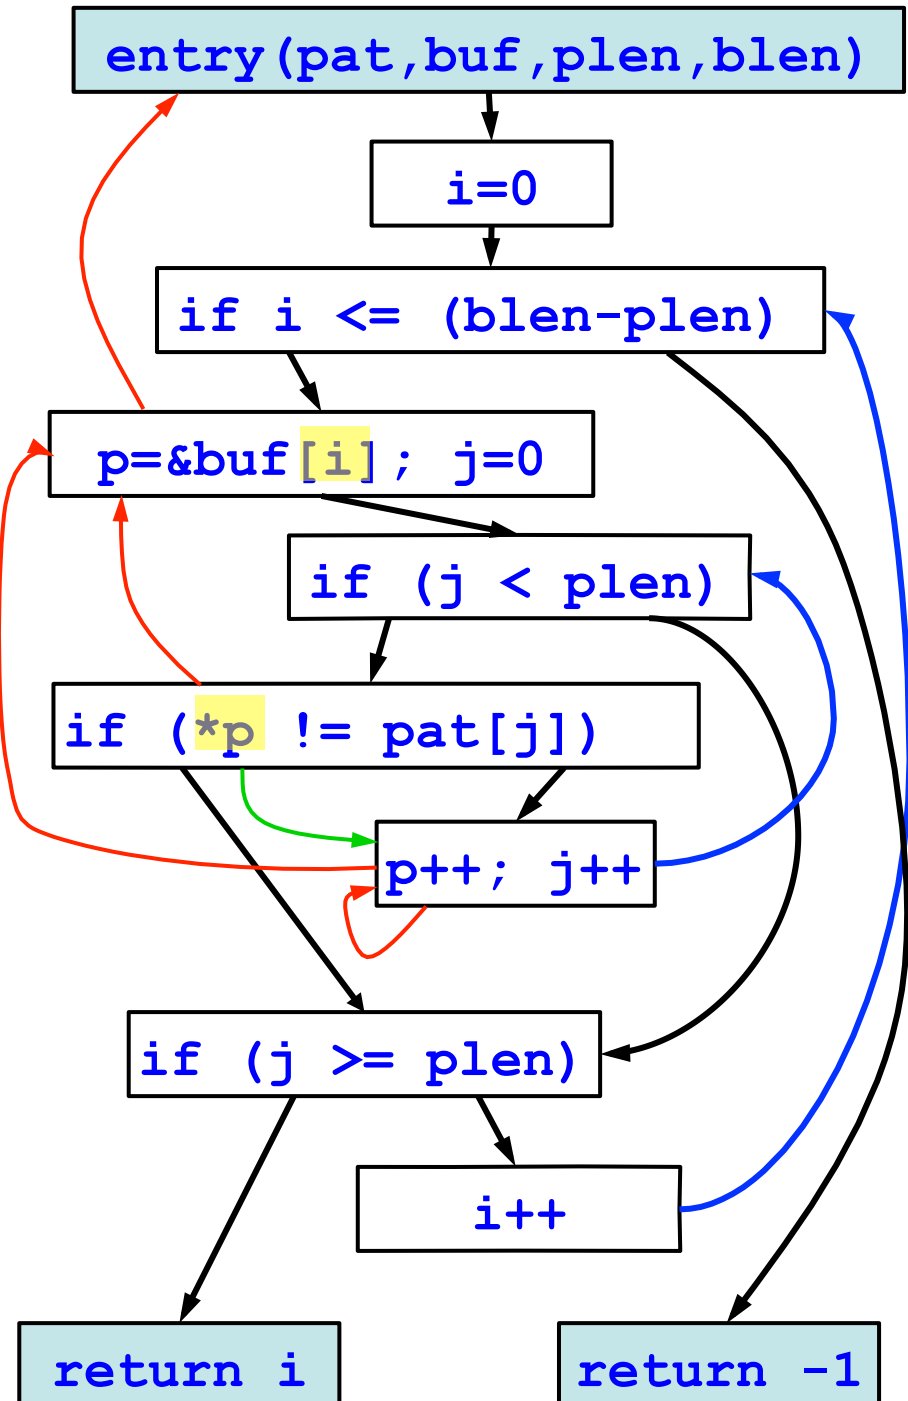 entry(pat,buf,plen,blen)
i=0
if i <= (blen-plen)
p=&buf[i]; j=0
if (j < plen)
if (*p != pat[j])
p++; j++
if (j >= plen)
i++
return i
return -1